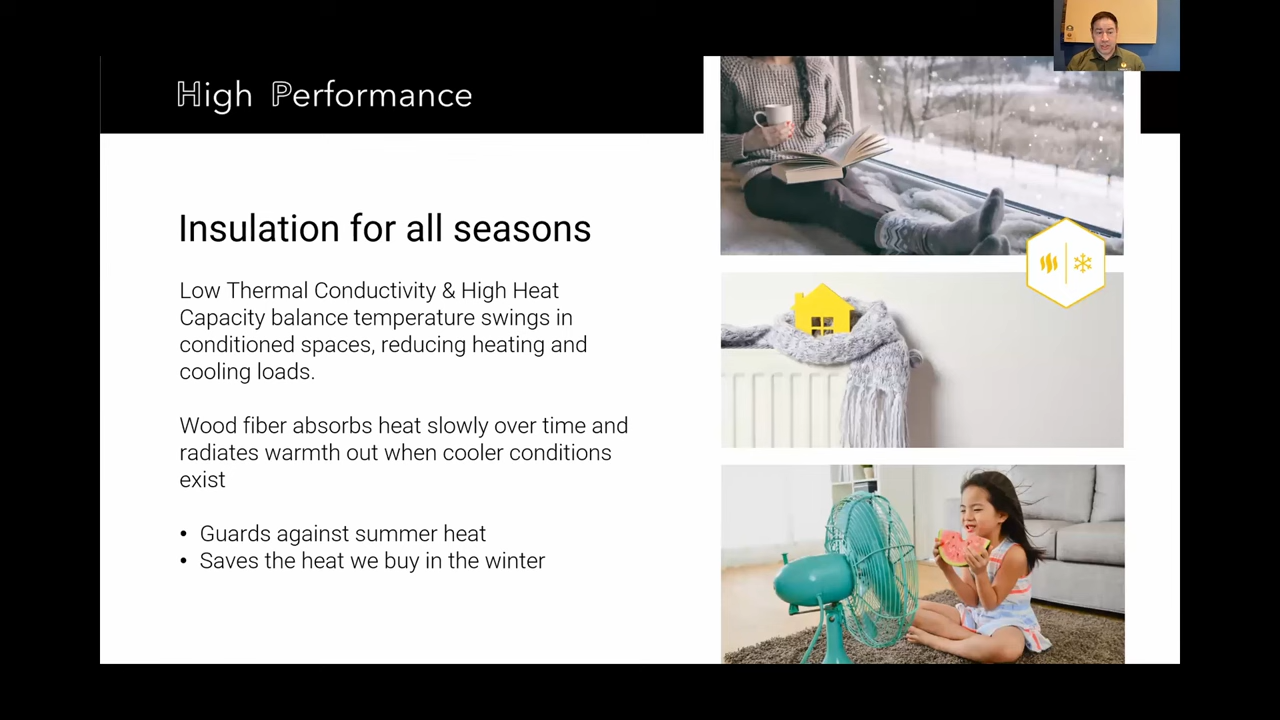 High Performance
Insulation for all seasons
Low Thermal Conductivity & High Heat
Capacity balance temperature swings in
conditioned spaces, reducing heating and
cooling loads.
Wood fiber absorbs heat slowly over time and
radiates warmth out when cooler conditions
exist
• Guards against summer heat
• Saves the heat we buy in the winter